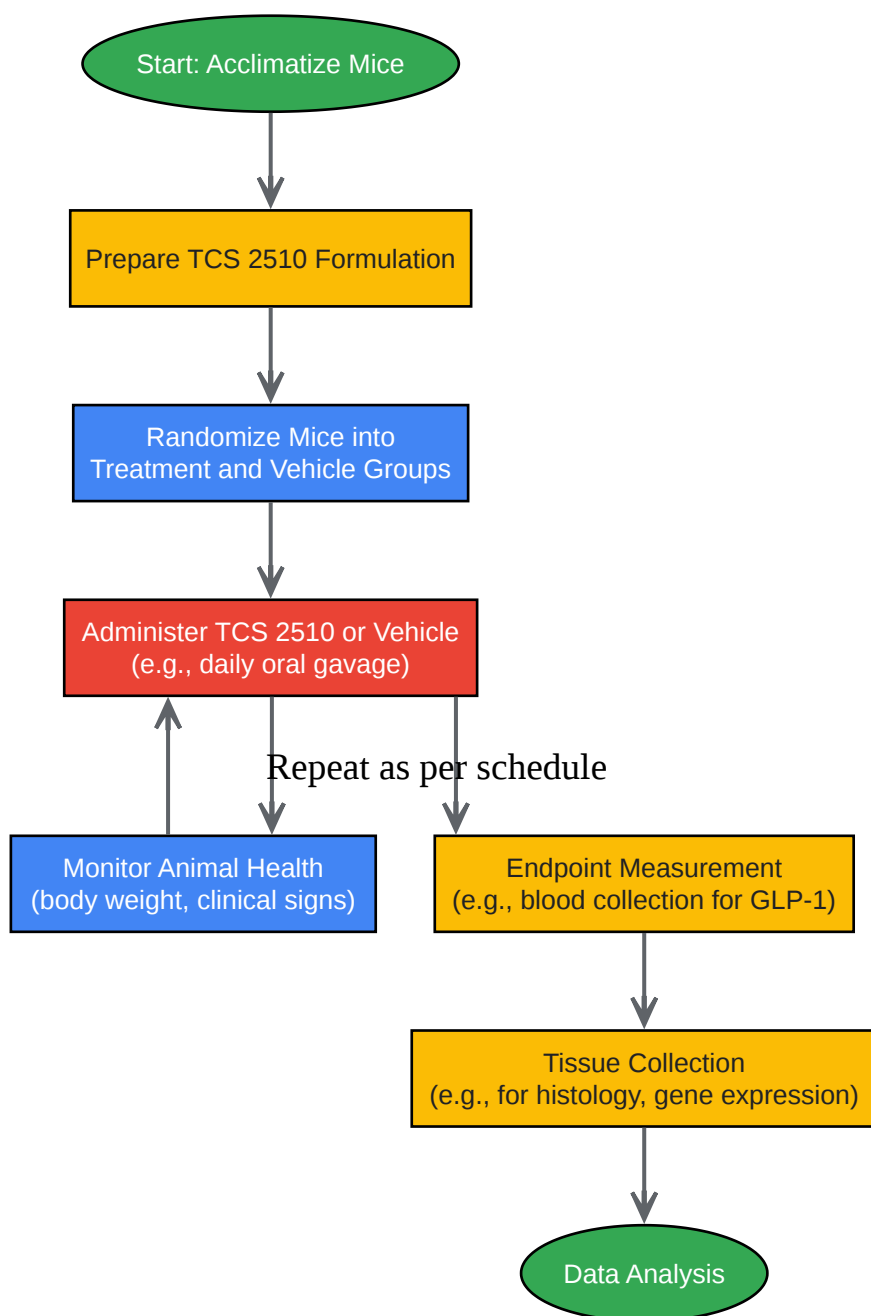 Start: Acclimatize Mice
Prepare TCS 2510 Formulation
Randomize Mice into
Treatment and Vehicle Groups
Administer TCS 2510 or Vehicle
(e.g., daily oral gavage)
Repeat as per schedule
Monitor Animal Health
(body weight, clinical signs)
Endpoint Measurement
(e.g., blood collection for GLP-1)
Tissue Collection
(e.g., for histology, gene expression)
Data Analysis